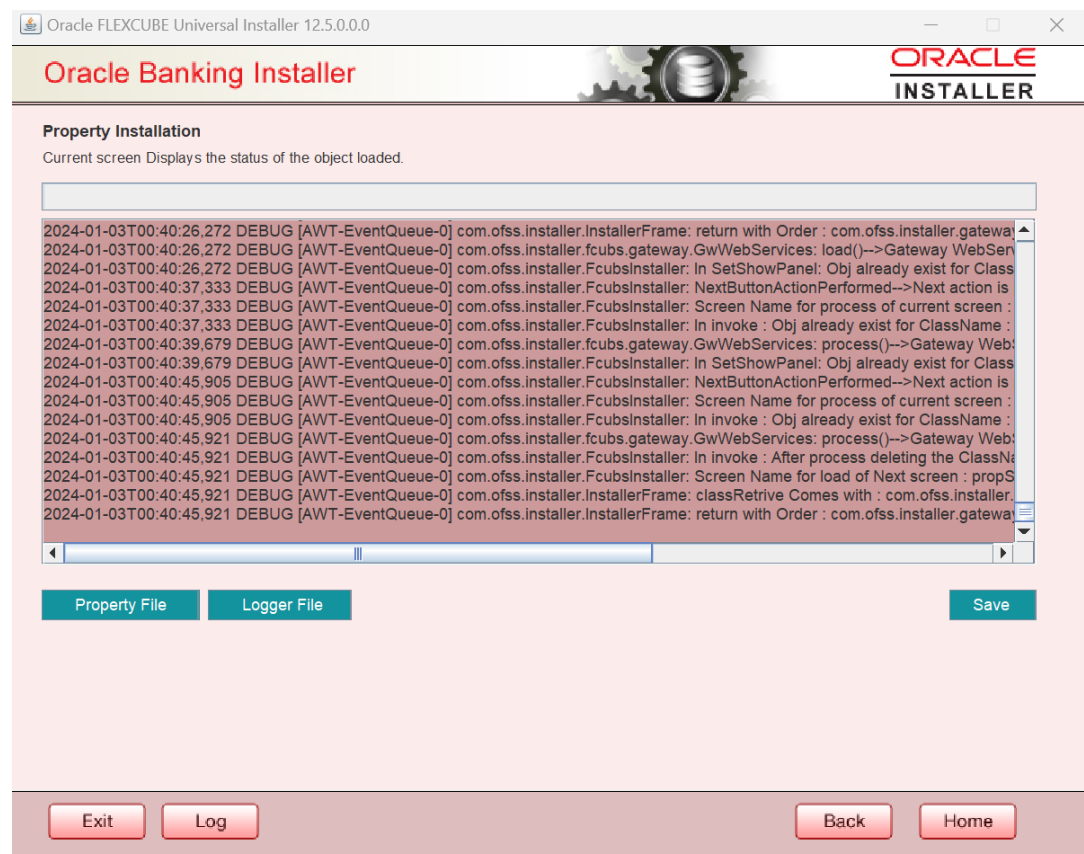 Oracle FLEXCUBE Universal Installer 12.5.0.0.0
Oracle Banking Installer
ORACLE
INSTALLER
Property Installation
Current screen Displays the status of the object loaded.
2024-01-03T00:40:26,272 DEBUG [AWT-EventQueue-0] com.ofss.installer.InstallerFrame: return with Order : com.ofss.installer.gateway
2024-01-03T00:40:26,272 DEBUG [AWT-EventQueue-0] com.ofss.installer.fcubs.gateway.GwWebServices: load()-->Gateway WebServ
2024-01-03T00:40:26,272 DEBUG [AWT-EventQueue-0] com.ofss.installer.FcubsInstaller: In SetShowPanel: Obj already exist for Class
2024-01-03T00:40:37,333 DEBUG [AWT-EventQueue-0] com.ofss.installer.FcubsInstaller: NextButtonActionPerformed-->Next action is
2024-01-03T00:40:37,333 DEBUG [AWT-EventQueue-0] com.ofss.installer.FcubsInstaller: Screen Name for process of current screen :
2024-01-03T00:40:37,333 DEBUG [AWT-EventQueue-0] com.ofss.installer.FcubsInstaller: In invoke : Obj already exist for ClassName :
2024-01-03T00:40:39,679 DEBUG [AWT-EventQueue-0] com.ofss.installer.fcubs.gateway.GwWebServices: process()-->Gateway Web
2024-01-03T00:40:39,679 DEBUG [AWT-EventQueue-0] com.ofss.installer.FcubsInstaller: In SetShowPanel: Obj already exist for Class
2024-01-03T00:40:45,905 DEBUG [AWT-EventQueue-0] com.ofss.installer.FcubsInstaller: NextButtonActionPerformed-->Next action is
2024-01-03T00:40:45,905 DEBUG [AWT-EventQueue-0] com.ofss.installer.FcubsInstaller: Screen Name for process of current screen :
2024-01-03T00:40:45,905 DEBUG [AWT-EventQueue-0] com.ofss.installer.FcubsInstaller: In invoke : Obj already exist for ClassName :
2024-01-03T00:40:45,921 DEBUG [AWT-EventQueue-0] com.ofss.installer.fcubs.gateway.GwWebServices: process()-->Gateway Web
2024-01-03T00:40:45,921 DEBUG [AWT-EventQueue-0] com.ofss.installer.FcubsInstaller: In invoke : After process deleting the ClassNa
2024-01-03T00:40:45,921 DEBUG [AWT-EventQueue-0] com.ofss.installer.FcubsInstaller: Screen Name for load of Next screen : propS
2024-01-03T00:40:45,921 DEBUG [AWT-EventQueue-0] com.ofss.installer.InstallerFrame: classRetrive Comes with : com.ofss.installer.
2024-01-03T00:40:45,921 DEBUG [AWT-EventQueue-0] com.ofss.installer.InstallerFrame: return with Order : com.ofss.installer.gateway
Property File
Logger File
Save
Exit
Log
Back
Home